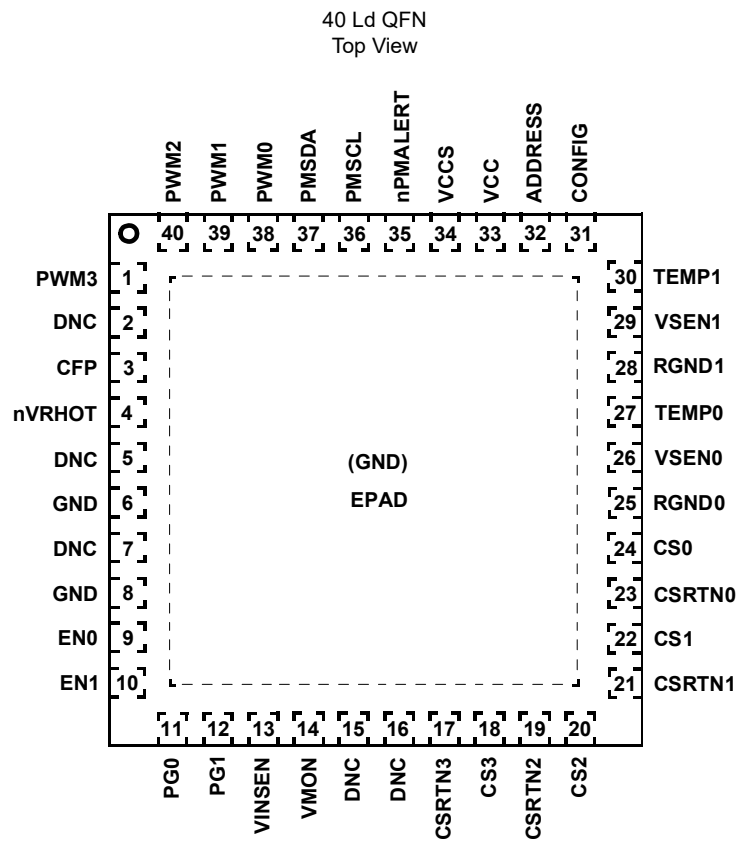 40 Ld QFN
Top View
PWM2
PWM1
PWM0
PMSDA
PMSCL
nPMALERT
VCCS
VCC
ADDRESS
CONFIG
40 39 38 37 36 35 34 33 32 31
PWM3 1 30 TEMP1
DNC 2 29 VSEN1
CFP 3 28 RGND1
nVRHOT 4 27 TEMP0
DNC 5 26 VSEN0
(GND)
EPAD
GND 6 25 RGND0
DNC 7 24 CS0
GND 8 23 CSRTN0
EN0 9 22 CS1
EN1 10 21 CSRTN1
11 12 13 14 15 16 17 18 19 20
PG0
PG1
VINSEN
VMON
DNC
DNC
CSRTN3
CS3
CSRTN2
CS2